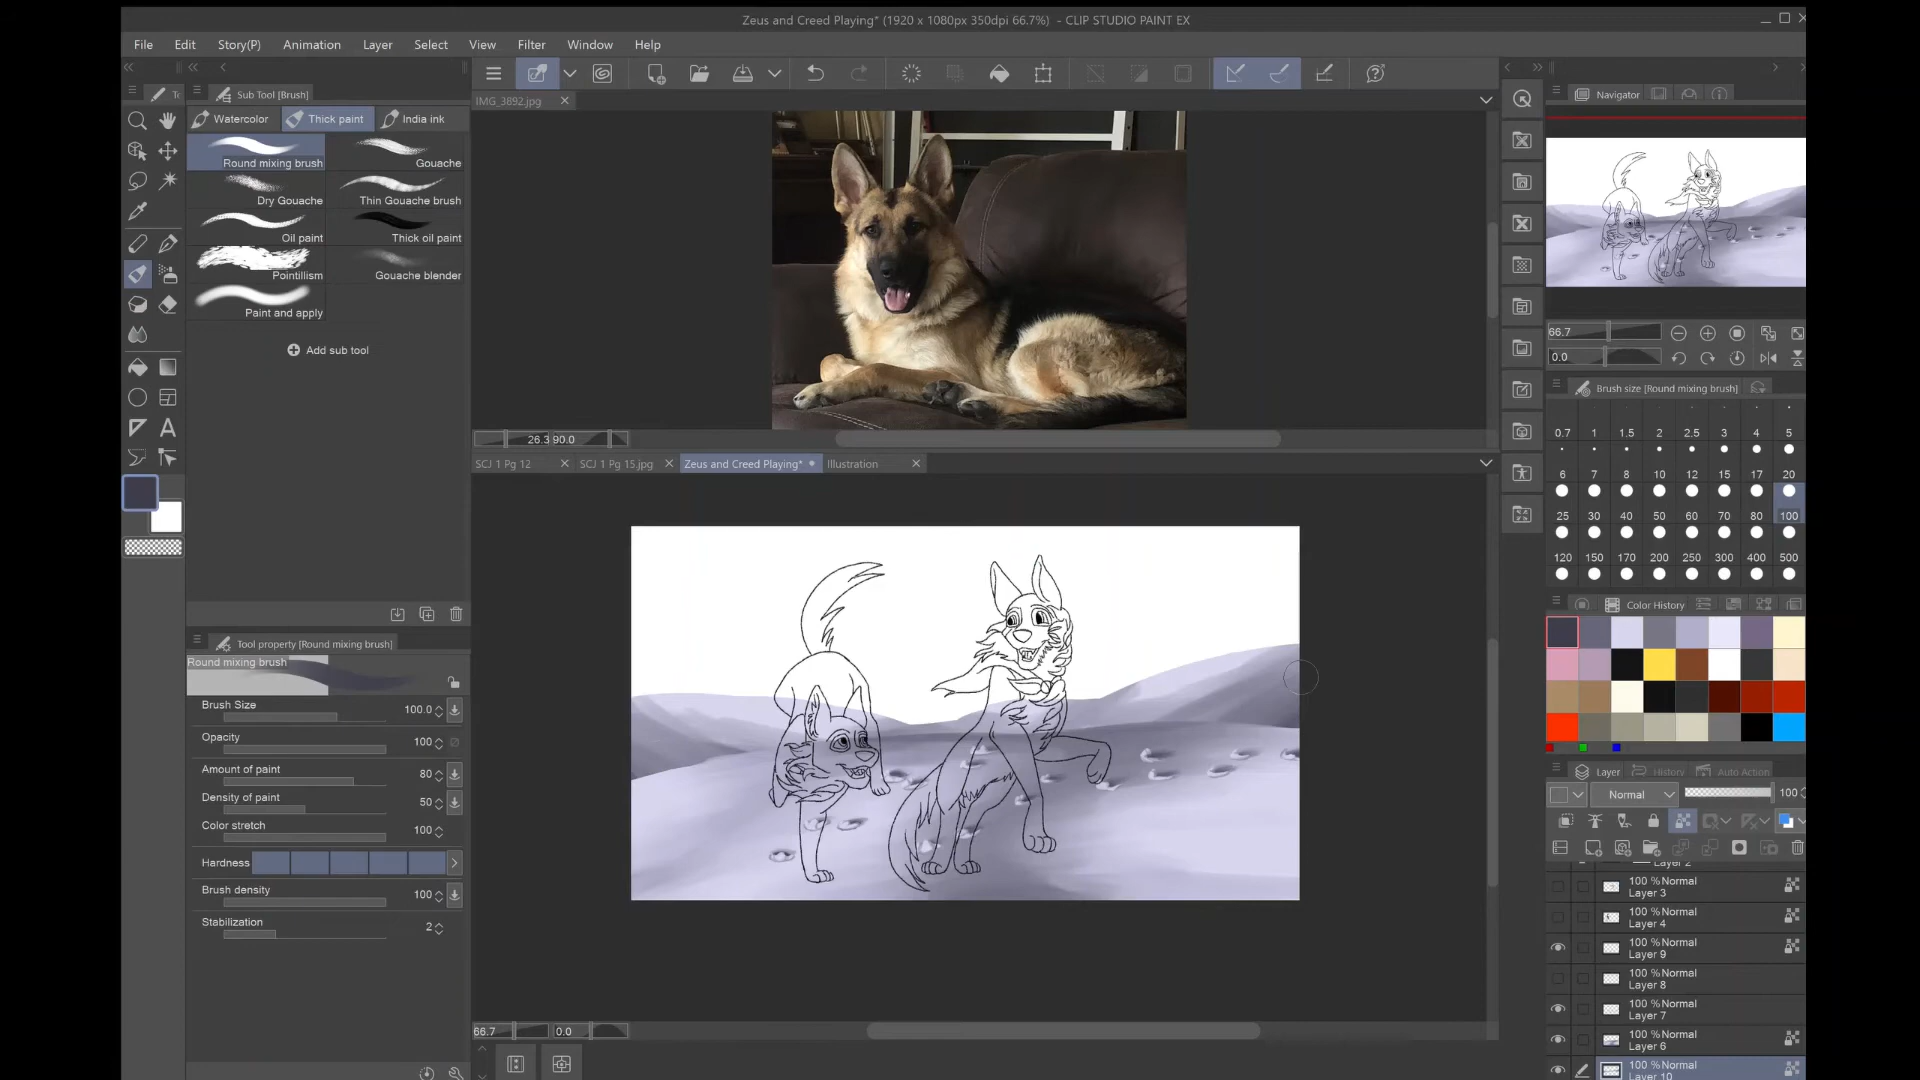 Zeus and Creed Playing* (1920 x 1080px 350dpi 66.7%) - CLIP STUDIO PAINT EX
File Edit Story(P) Animation Layer Select View Filter Window Help
Sub Tool [Brush]
Watercolor Thick paint India ink
Round mixing brush Gouache
Dry Gouache Thin Gouache brush
Oil paint Thick oil paint
Pointillism Gouache blender
Paint and apply
Add sub tool
Tool property [Round mixing brush]
Round mixing brush
Brush Size 100.0
Opacity 100
Amount of paint 80
Density of paint 50
Color stretch 100
Hardness
Brush density 100
Stabilization 2
IMG_3892.jpg
26.3 90.0
SCJ 1 Pg 12 SCJ 1 Pg 15.jpg Zeus and Creed Playing* Illustration
66.7 0.0
Navigator
66.7
0.0
Brush size [Round mixing brush]
0.7 1 1.5 2 2.5 3 4 5
6 7 8 10 12 15 17 20
25 30 40 50 60 70 80 100
120 150 170 200 250 300 400 500
Color History
Layer History Auto Action
Normal 100
Layer 2
100 %Normal
Layer 3
100 %Normal
Layer 4
100 %Normal
Layer 9
100 %Normal
Layer 8
100 %Normal
Layer 7
100 %Normal
Layer 6
100 %Normal
Layer 10